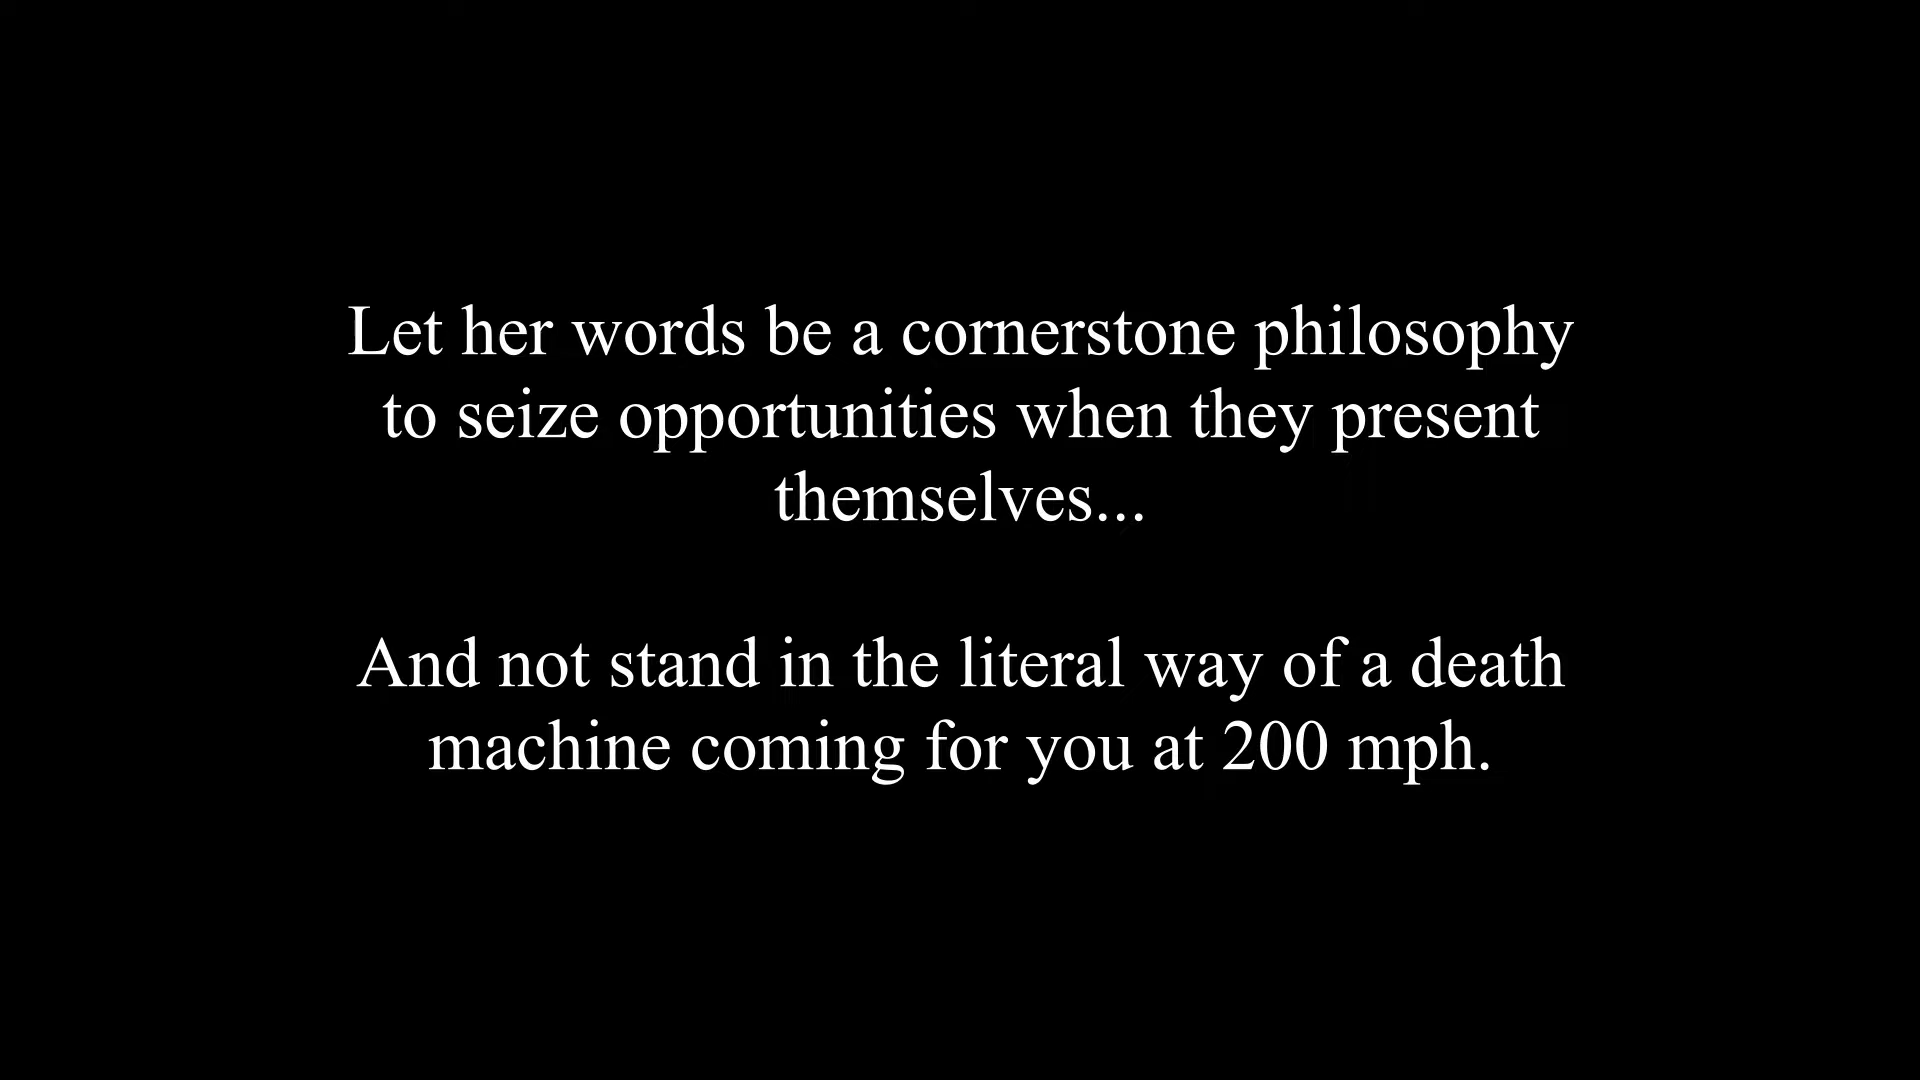 Let her words be a cornerstone philosophy
to seize opportunities when they present
themselves...
And not stand in the literal way of a death
machine coming for you at 200 mph.